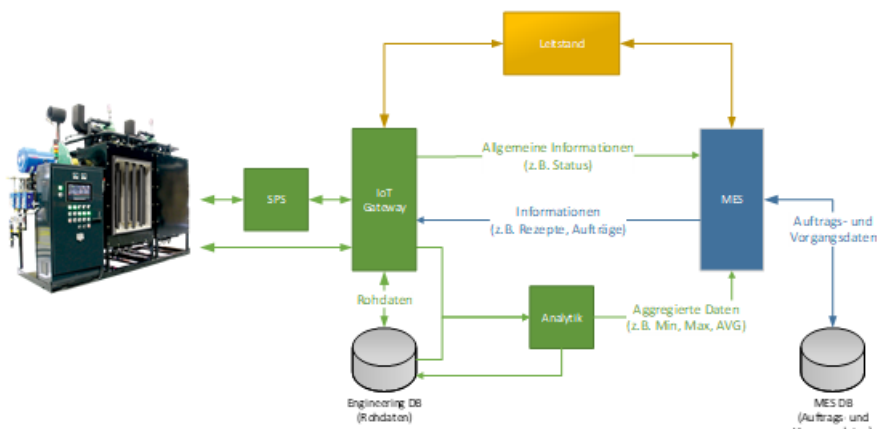 Leitstand
Allgemeine Informationen
(z.B. Status)
SPS
IoT
Gateway
MES
Informationen
(z.B. Rezepte, Aufträge)
Auftrags- und
Vorgangsdaten
Rohdaten
Analytik
Aggregierte Daten
(z.B. Min, Max, AVG)
Engineering DB
(Rohdaten)
MES DB
(Auftrags- und